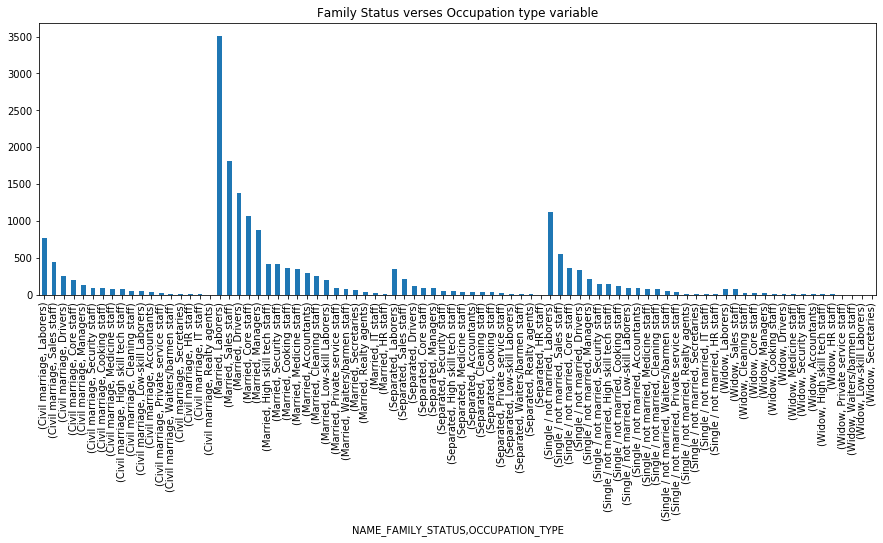 Family Status verses Occupation type variable
3500
3000
2500
2000
1500
1000
500
0
(Civil marriage, Laborers)
(Civil marriage, Sales staff)
(Civil marriage, Drivers)
(Civil marriage, Core staff)
(Civil marriage, Managers)
(Civil marriage, Security staff)
(Civil marriage, Cooking staff)
(Civil marriage, Medicine staff)
(Civil marriage, High skill tech staff)
(Civil marriage, Cleaning staff)
(Civil marriage, Low-skill Laborers)
(Civil marriage, Accountants)
(Civil marriage, Private service staff)
(Civil marriage, Waiters/barmen staff)
(Civil marriage, Secretaries)
(Civil marriage, HR staff)
(Civil marriage, IT staff)
(Civil marriage, Realty agents)
(Married, Laborers)
(Married, Sales staff)
(Married, Drivers)
(Married, Core staff)
(Married, Managers)
(Married, High skill tech staff)
(Married, Security staff)
(Married, Cooking staff)
(Married, Medicine staff)
(Married, Accountants)
(Married, Cleaning staff)
(Married, Low-skill Laborers)
(Married, Private service staff)
(Married, Waiters/barmen staff)
(Married, Secretaries)
(Married, Realty agents)
(Married, IT staff)
(Married, HR staff)
(Separated, Laborers)
(Separated, Sales staff)
(Separated, Drivers)
(Separated, Core staff)
(Separated, Managers)
(Separated, Security staff)
(Separated, High skill tech staff)
(Separated, Medicine staff)
(Separated, Accountants)
(Separated, Cleaning staff)
(Separated, Cooking staff)
(Separated, Private service staff)
(Separated, Low-skill Laborers)
(Separated, Waiters/barmen staff)
(Separated, Realty agents)
(Separated, HR staff)
(Single / not married, Laborers)
(Single / not married, Sales staff)
(Single / not married, Core staff)
(Single / not married, Drivers)
(Single / not married, Managers)
(Single / not married, Security staff)
(Single / not married, High skill tech staff)
(Single / not married, Cooking staff)
(Single / not married, Low-skill Laborers)
(Single / not married, Accountants)
(Single / not married, Medicine staff)
(Single / not married, Cleaning staff)
(Single / not married, Waiters/barmen staff)
(Single / not married, Private service staff)
(Single / not married, Realty agents)
(Single / not married, Secretaries)
(Single / not married, IT staff)
(Single / not married, HR staff)
(Widow, Laborers)
(Widow, Sales staff)
(Widow, Cleaning staff)
(Widow, Core staff)
(Widow, Managers)
(Widow, Cooking staff)
(Widow, Drivers)
(Widow, Medicine staff)
(Widow, Security staff)
(Widow, Accountants)
(Widow, High skill tech staff)
(Widow, HR staff)
(Widow, Private service staff)
(Widow, Waiters/barmen staff)
(Widow, Low-skill Laborers)
(Widow, Secretaries)
NAME_FAMILY_STATUS,OCCUPATION_TYPE